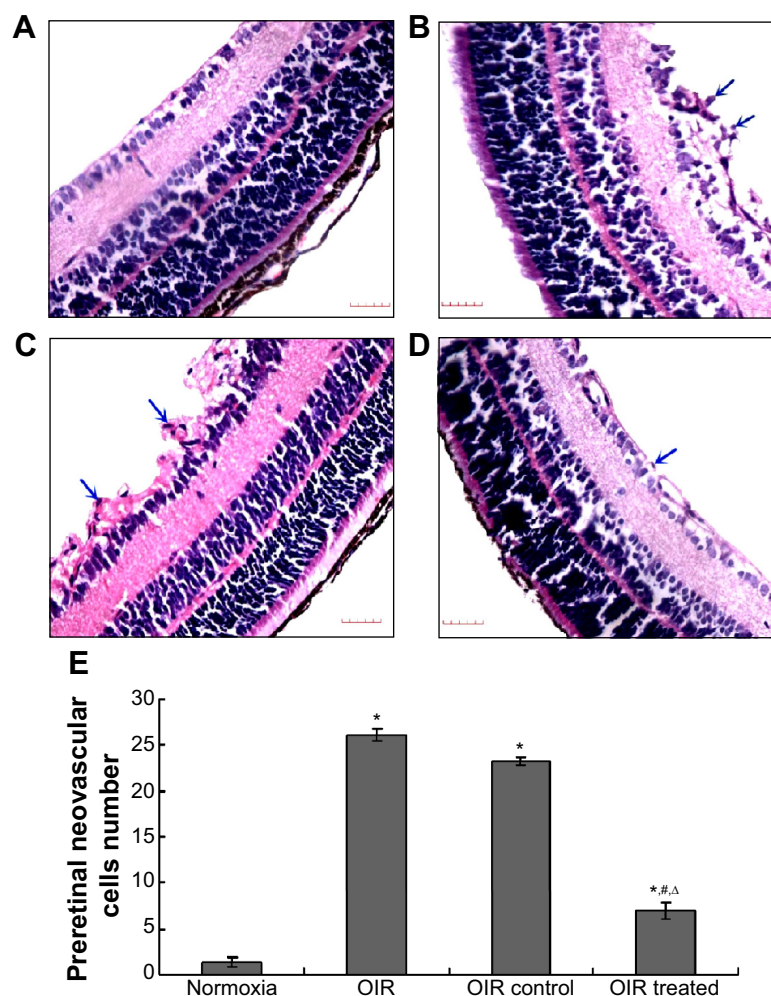 A
B
C
D
E
Preretinal neovascular
cells number
30
25
20
15
10
5
0
*
*
*,#,Δ
Normoxia
OIR
OIR control
OIR treated